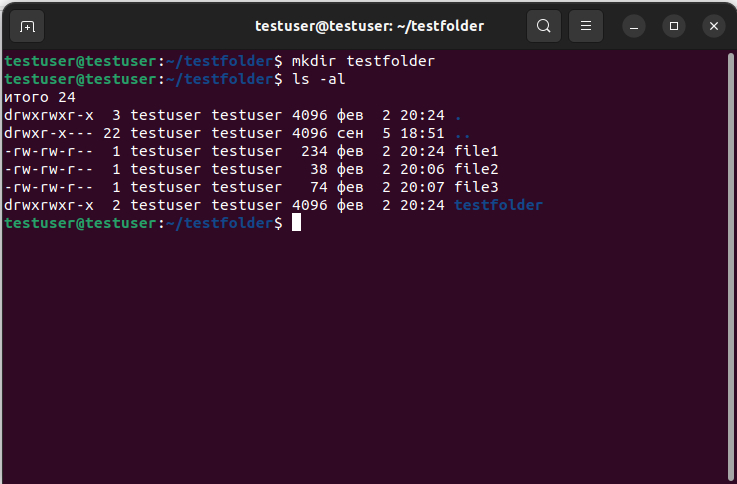 testuser@testuser: ~/testfolder
testuser@testuser:~/testfolder$ mkdir testfolder
testuser@testuser:~/testfolder$ ls -al
итого 24
drwxrwxr-x  3 testuser testuser 4096 фев  2 20:24 .
drwxr-x--- 22 testuser testuser 4096 сен  5 18:51 ..
-rw-rw-r--  1 testuser testuser  234 фев  2 20:24 file1
-rw-rw-r--  1 testuser testuser   38 фев  2 20:06 file2
-rw-rw-r--  1 testuser testuser   74 фев  2 20:07 file3
drwxrwxr-x  2 testuser testuser 4096 фев  2 20:24 testfolder
testuser@testuser:~/testfolder$